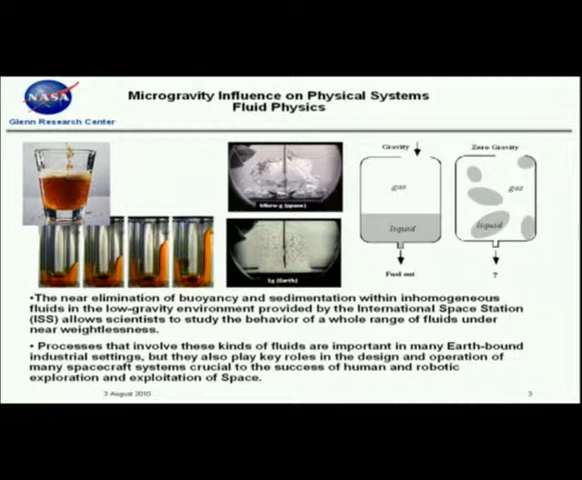 NASA
Glenn Research Center
Microgravity Influence on Physical Systems
Fluid Physics
Gravity
Zero Gravity
gas
gas
Micro-g (space)
liquid
liquid
1g (Earth)
Fuel out
?
•The near elimination of buoyancy and sedimentation within inhomogeneous
fluids in the low-gravity environment provided by the International Space Station
(ISS) allows scientists to study the behavior of a whole range of fluids under
near weightlessness.
• Processes that involve these kinds of fluids are important in many Earth-bound
industrial settings, but they also play key roles in the design and operation of
many spacecraft systems crucial to the success of human and robotic
exploration and exploitation of Space.
3 August 2010
3